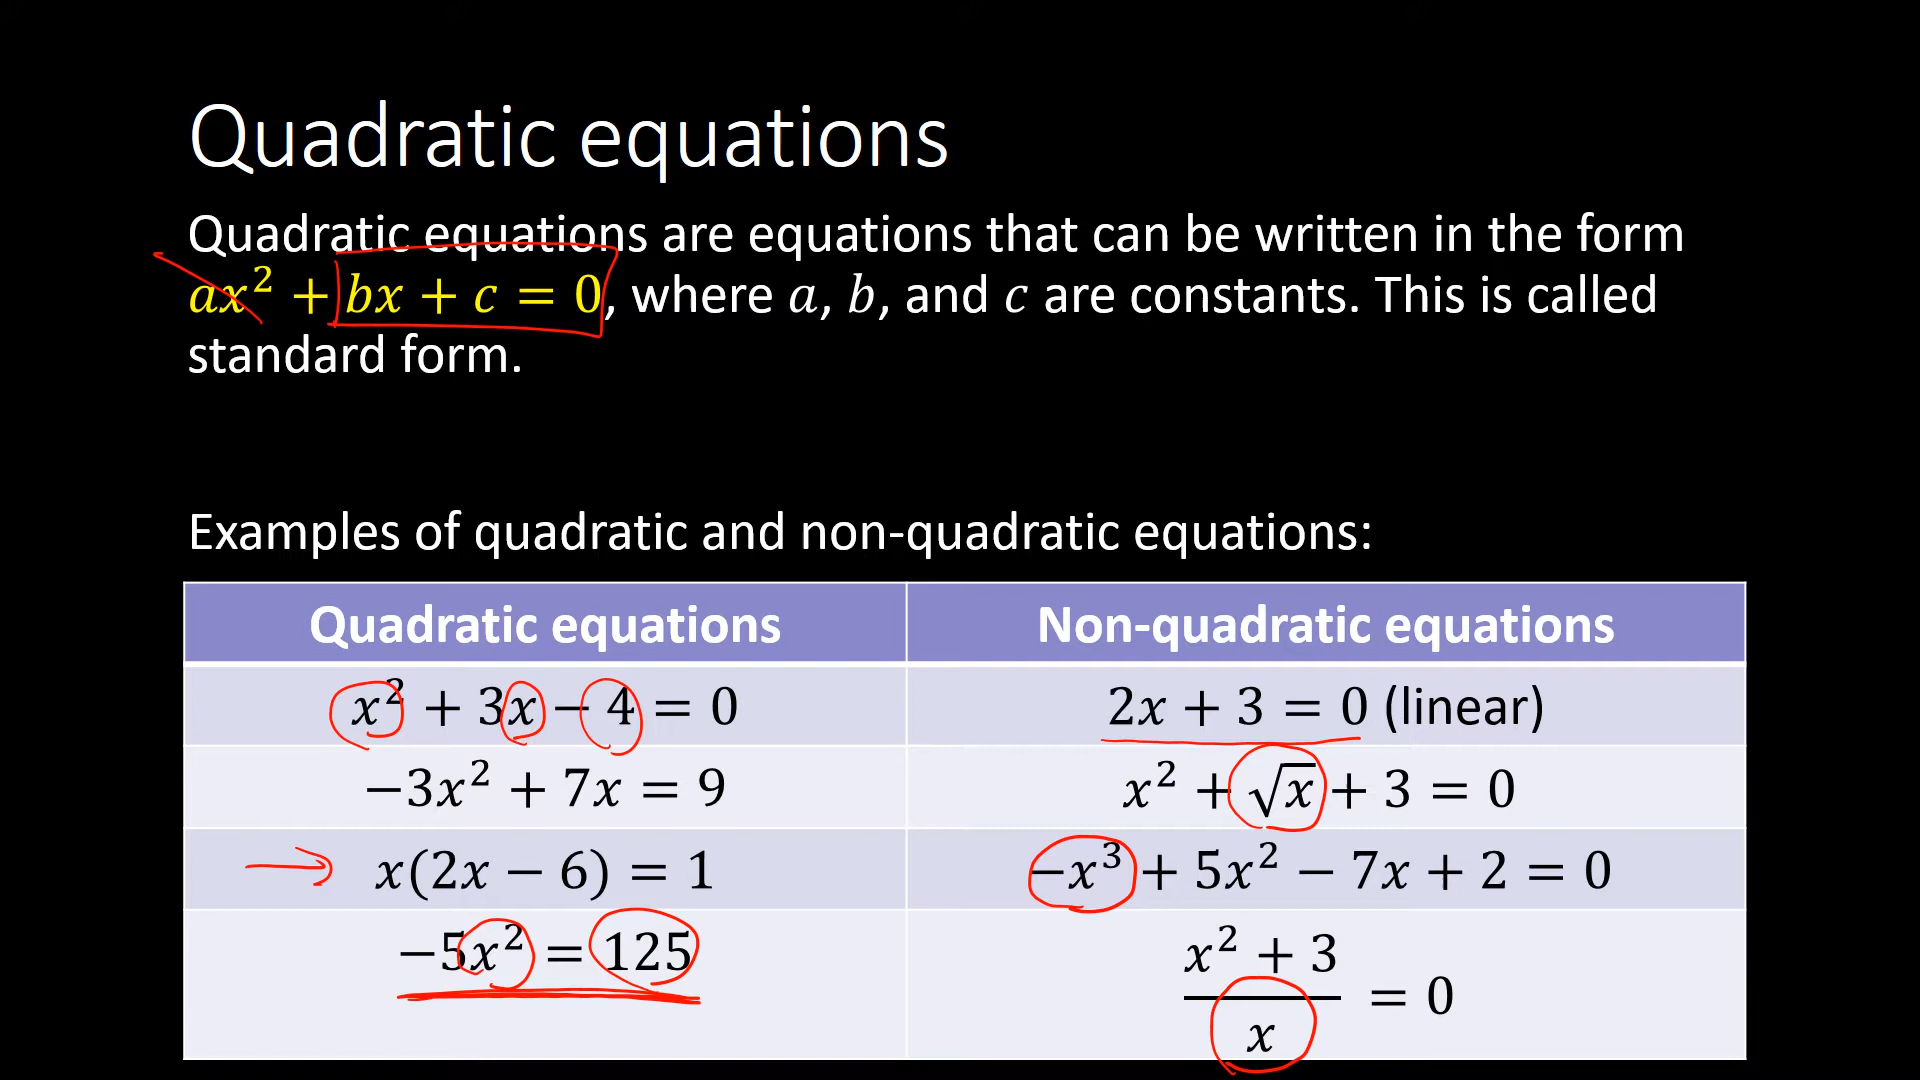 Quadratic equations
Quadratic equations are equations that can be written in the form
ax² + bx + c = 0, where a, b, and c are constants. This is called
standard form.
Examples of quadratic and non-quadratic equations:
Quadratic equations
Non-quadratic equations
x² + 3x − 4 = 0
2x + 3 = 0 (linear)
−3x² + 7x = 9
x² + √x + 3 = 0
x(2x − 6) = 1
−x³ + 5x² − 7x + 2 = 0
−5x² = 125
x² + 3
x
= 0